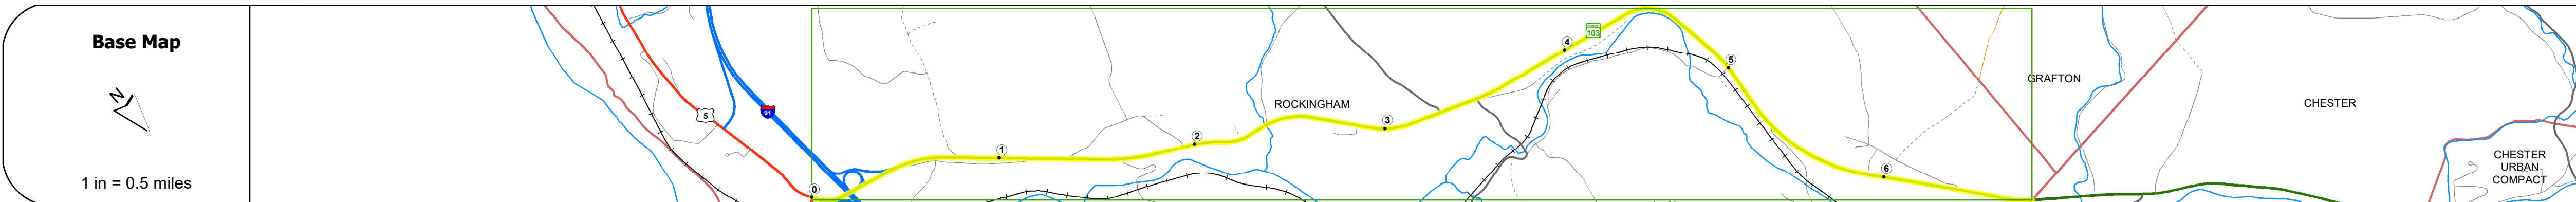 Base Map
N
1 in = 0.5 miles
5
91
0
1
2
ROCKINGHAM
3
4
103
5
6
GRAFTON
CHESTER
CHESTER
URBAN
COMPACT